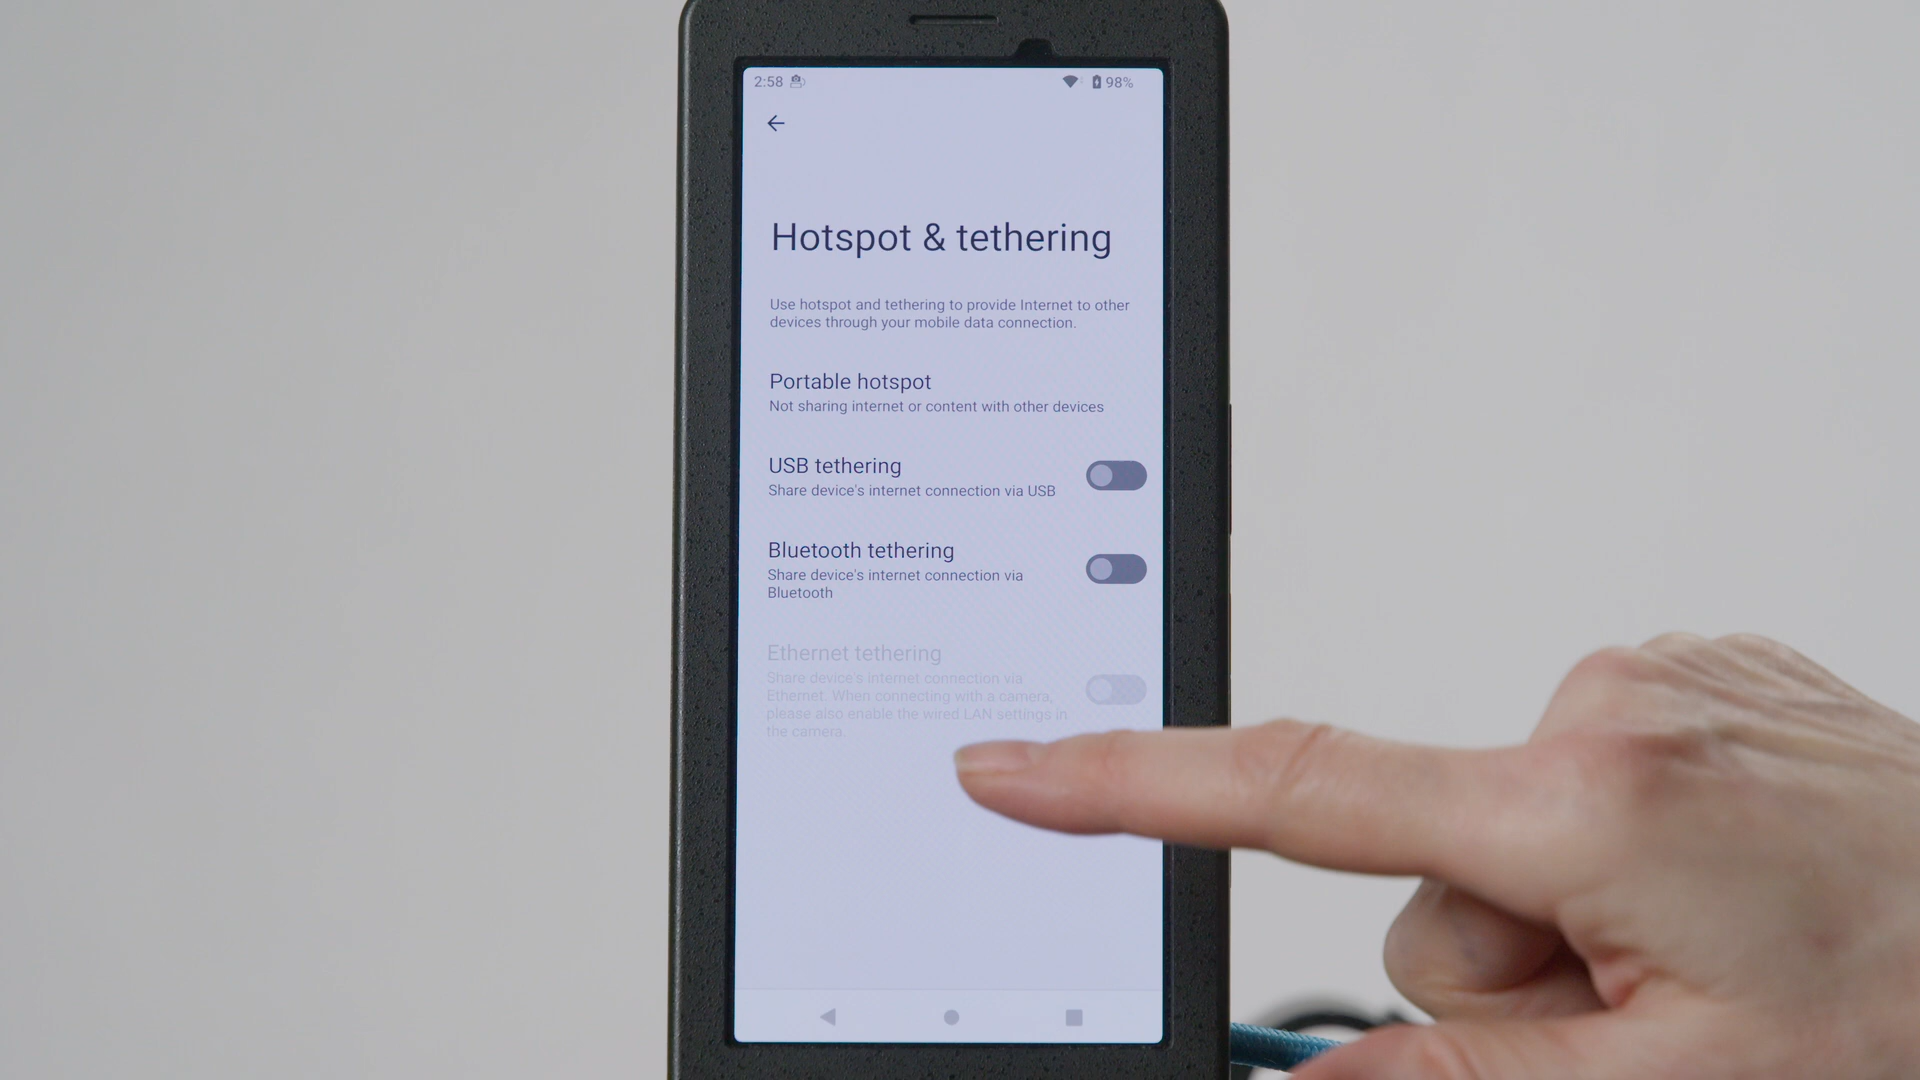 2:58
98%
Hotspot & tethering
Use hotspot and tethering to provide Internet to other
devices through your mobile data connection.
Portable hotspot
Not sharing internet or content with other devices
USB tethering
Share device's internet connection via USB
Bluetooth tethering
Share device's internet connection via
Bluetooth
Ethernet tethering
Share device's internet connection via
Ethernet. When connecting with a camera,
please also enable the wired LAN settings in
the camera.